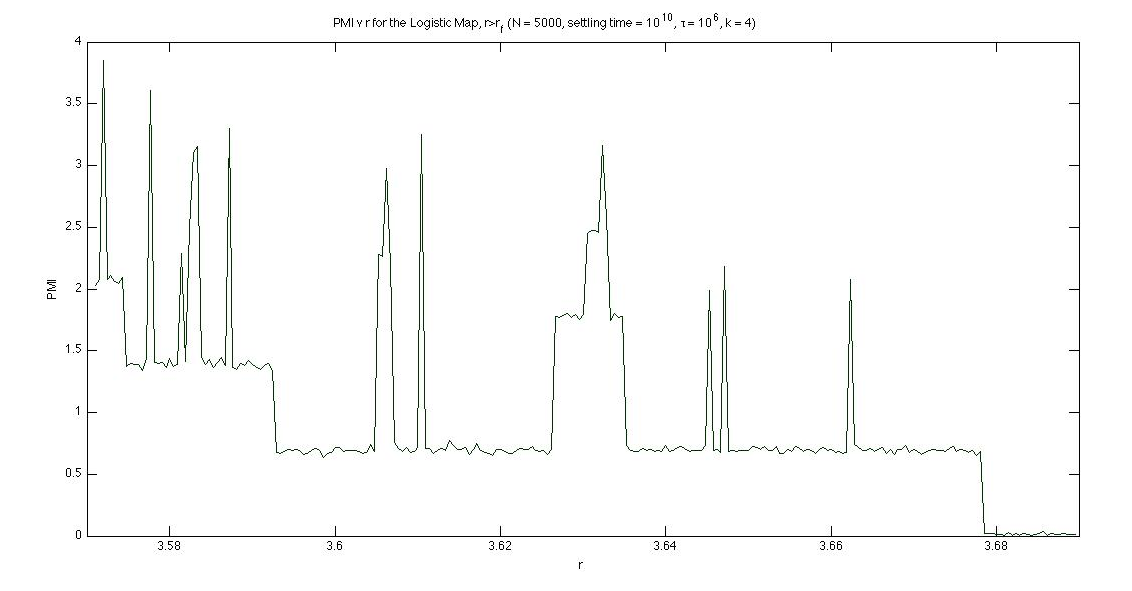 PMI v r for the Logistic Map, r>r_f (N = 5000, settling time = 10^10, τ = 10^6, k = 4)
4
3.5
3
2.5
2
1.5
1
0.5
0
PMI
3.58 3.6 3.62 3.64 3.66 3.68
r